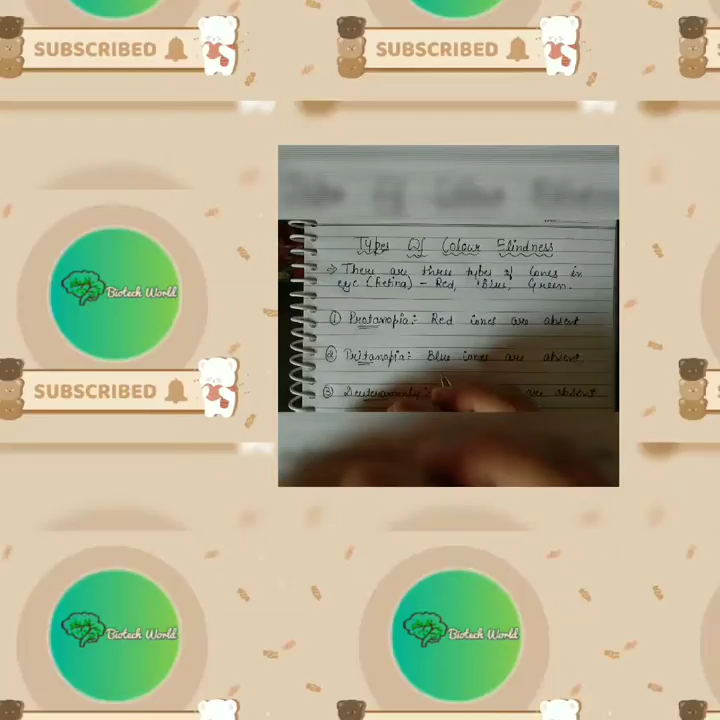 SUBSCRIBED
SUBSCRIBED
Types Of Colour Blindness
⇒ There are three types of cones in
eye (Retina) - Red, Blue, Green.
① Protanopia: Red cones are absent
Biotech World
② Tritanopia: Blue cones are absent
③ are absent
SUBSCRIBED
Biotech World
Biotech World